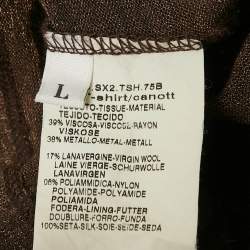 L
.SX2.TSH.75B
T-shirt/canott
TESSUTO-TISSUE-MATERIAL
TEJIDO-TECIDO
39% VISCOSA-VISCOSE-RAYON
VISKOSE
38% METALLO-METALLIC-METAL
17% LANAVERGINE-VIRGIN WOOL
LAINE VIERGE-SCHURWOLLE
LANAVIRGEN
06% POLIAMMIDICA-NYLON
POLYAMIDE-POLYAMID
POLIAMIDA
FODERA-LINING-FUTTER
DOUBLURE-FORRO-FUNDA
100%SETA-SILK-SOIE-SEIDE-SEDA